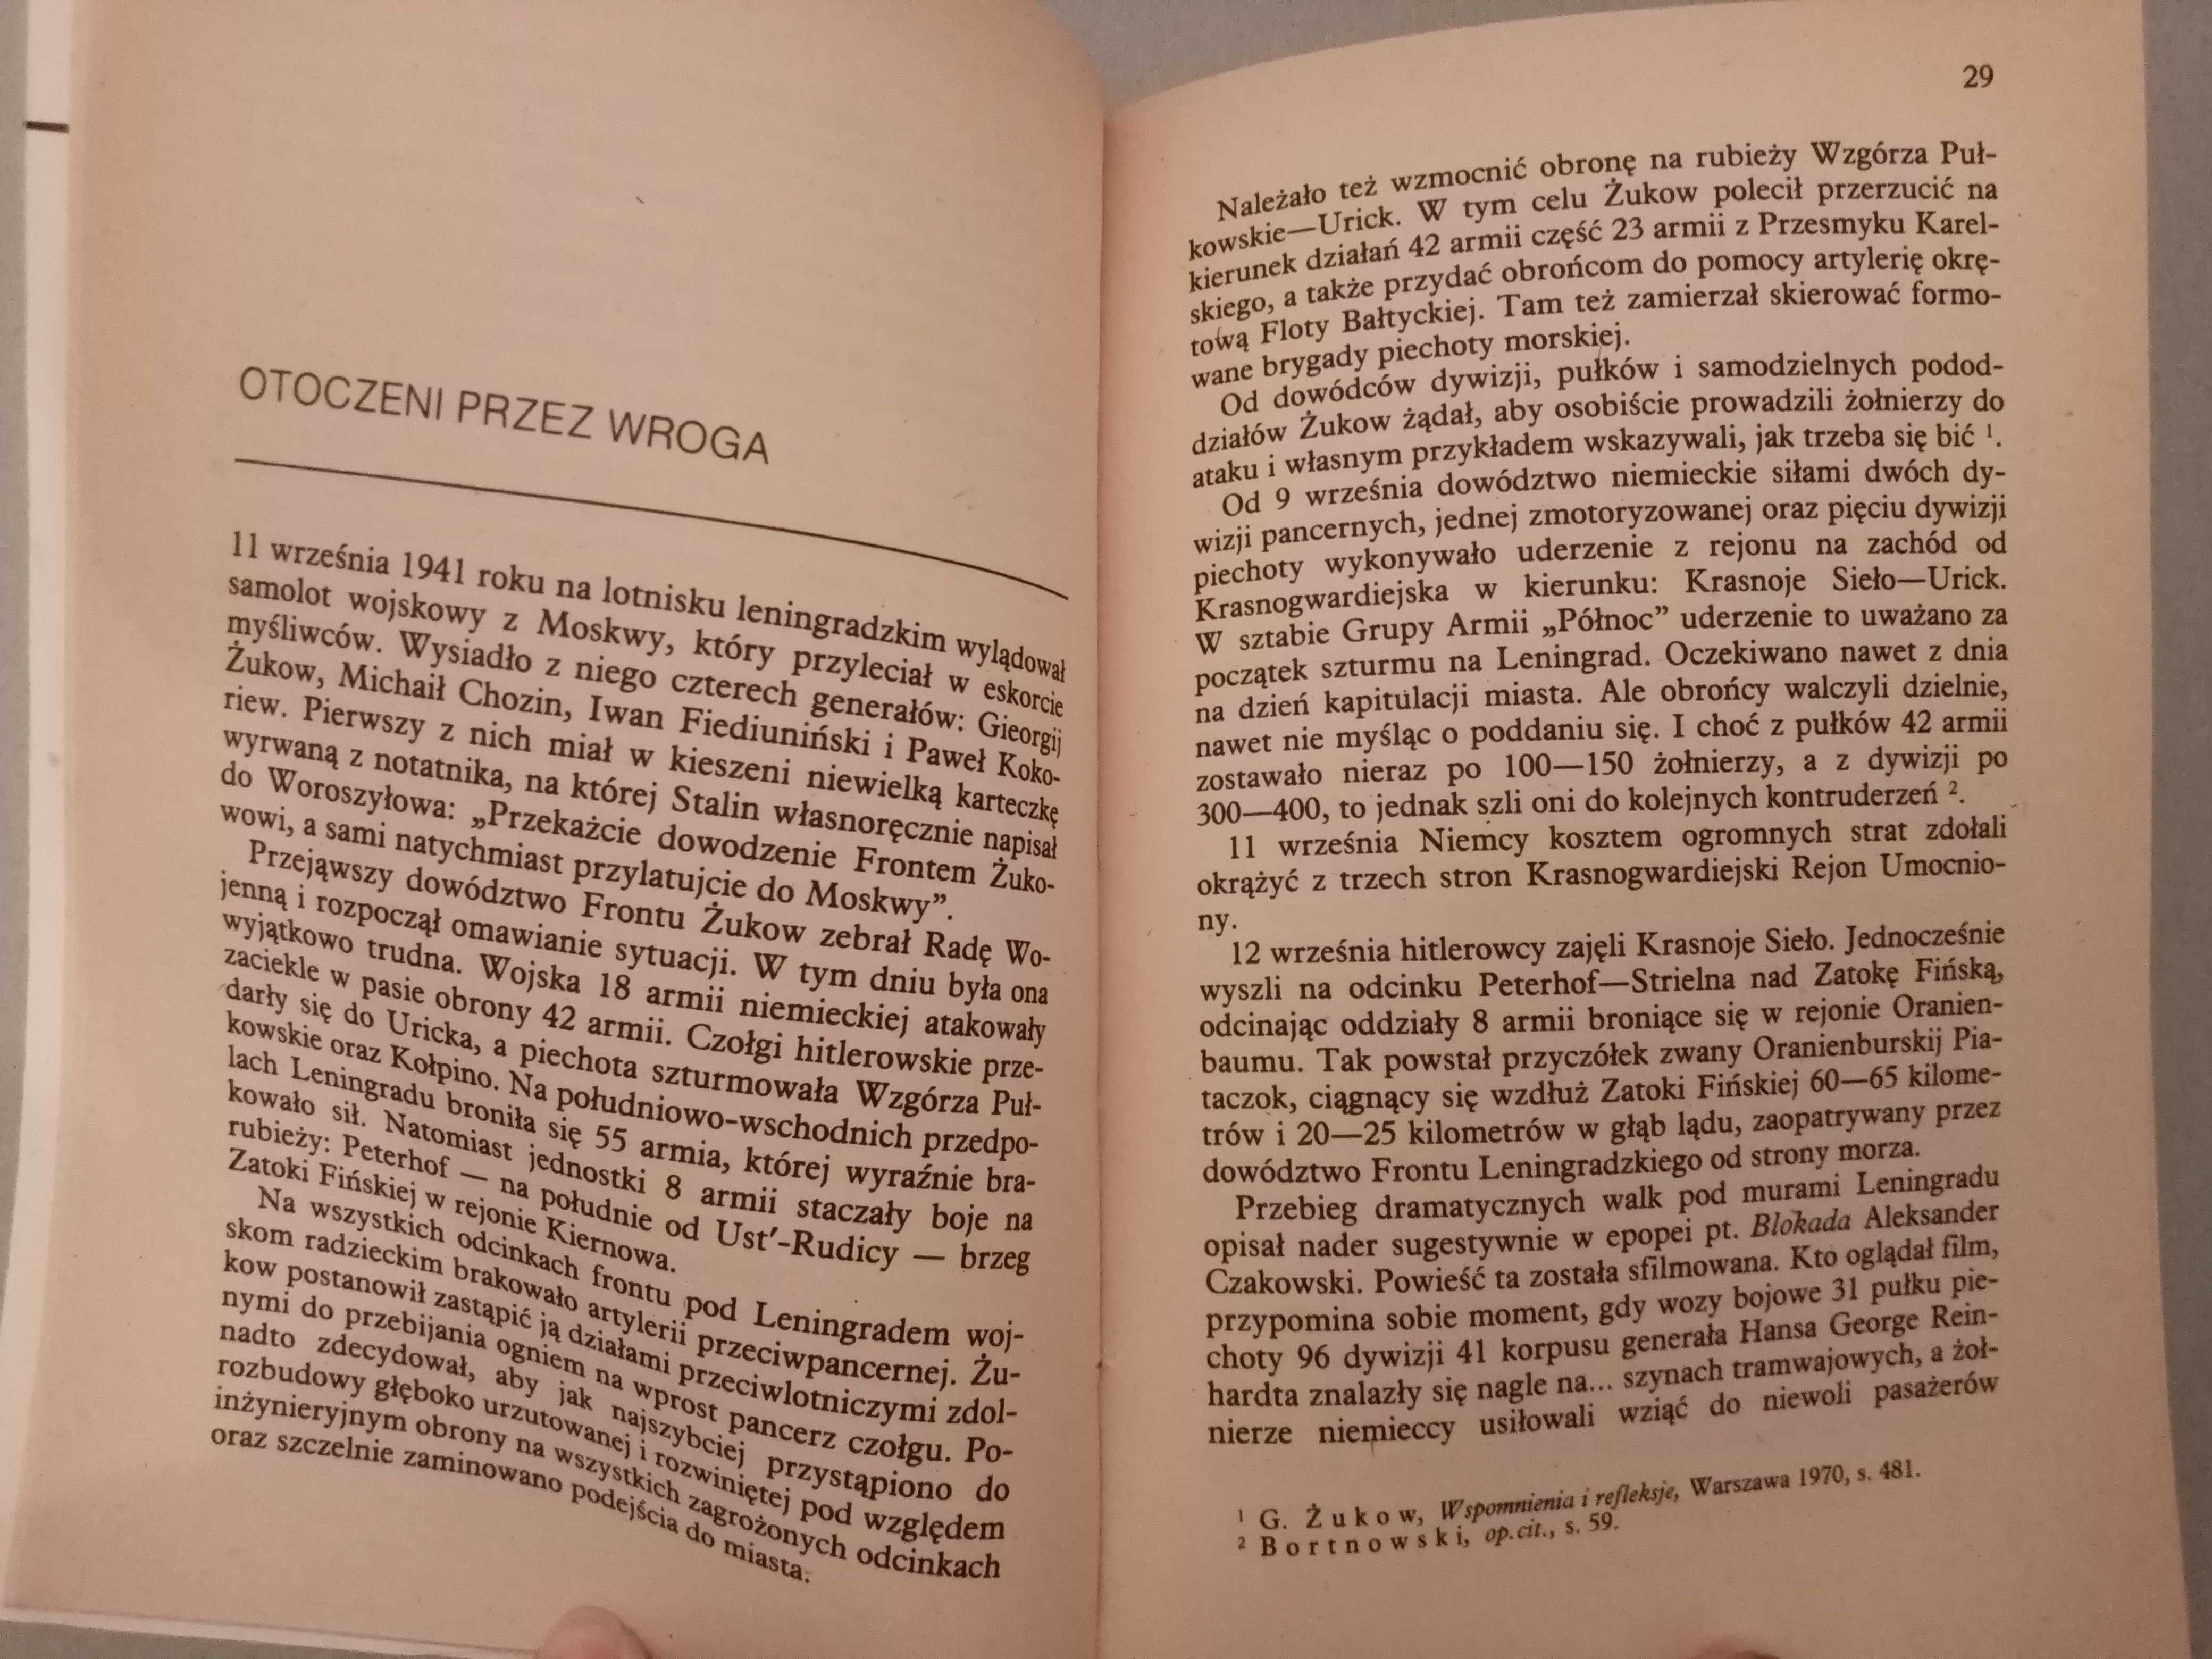 OTOCZENI PRZEZ WROGA
11 września 1941 roku na lotnisku leningradzkim wylądował
samolot wojskowy z Moskwy, który przyleciał w eskorcie
myśliwców. Wysiadło z niego czterech generałów: Gieorgij
Żukow, Michaił Chozin, Iwan Fiediuniński i Paweł Koko-
riew. Pierwszy z nich miał w kieszeni niewielką karteczkę
wyrwaną z notatnika, na której Stalin własnoręcznie napisał
do Woroszyłowa: „Przekażcie dowodzenie Frontem Żuko-
wowi, a sami natychmiast przylatujcie do Moskwy”.
Przejąwszy dowództwo Frontu Żukow zebrał Radę Wo-
jenną i rozpoczął omawianie sytuacji. W tym dniu była ona
wyjątkowo trudna. Wojska 18 armii niemieckiej atakowały
zaciekle w pasie obrony 42 armii. Czołgi hitlerowskie prze-
darły się do Uricka, a piechota szturmowała Wzgórza Puł-
kowskie oraz Kołpino. Na południowo-wschodnich przedpo-
lach Leningradu broniła się 55 armia, której wyraźnie bra-
kowało sił. Natomiast jednostki 8 armii staczały boje na
rubieży: Peterhof — na południe od Ust'-Rudicy — brzeg
Zatoki Fińskiej w rejonie Kiernowa.
Na wszystkich odcinkach frontu pod Leningradem woj-
skom radzieckim brakowało artylerii przeciwpancernej. Żu-
kow postanowił zastąpić ją działami przeciwlotniczymi zdol-
nymi do przebijania ogniem na wprost pancerz czołgu. Po-
nadto zdecydował, aby jak najszybciej przystąpiono do
rozbudowy głęboko urzutowanej i rozwiniętej pod względem
inżynieryjnym obrony na wszystkich zagrożonych odcinkach
oraz szczelnie zaminowano podejścia do miasta.
29
Należało też wzmocnić obronę na rubieży Wzgórza Puł-
kowskie—Urick. W tym celu Żukow polecił przerzucić na
kierunek działań 42 armii część 23 armii z Przesmyku Karel-
skiego, a także przydać obrońcom do pomocy artylerię okrę-
tową Floty Bałtyckiej. Tam też zamierzał skierować formo-
wane brygady piechoty morskiej.
Od dowódców dywizji, pułków i samodzielnych podod-
działów Żukow żądał, aby osobiście prowadzili żołnierzy do
ataku i własnym przykładem wskazywali, jak trzeba się bić ¹.
Od 9 września dowództwo niemieckie siłami dwóch dy-
wizji pancernych, jednej zmotoryzowanej oraz pięciu dywizji
piechoty wykonywało uderzenie z rejonu na zachód od
Krasnogwardiejska w kierunku: Krasnoje Sieło—Urick.
W sztabie Grupy Armii „Północ” uderzenie to uważano za
początek szturmu na Leningrad. Oczekiwano nawet z dnia
na dzień kapitulacji miasta. Ale obrońcy walczyli dzielnie,
nawet nie myśląc o poddaniu się. I choć z pułków 42 armii
zostawało nieraz po 100—150 żołnierzy, a z dywizji po
300—400, to jednak szli oni do kolejnych kontruderzeń ².
11 września Niemcy kosztem ogromnych strat zdołali
okrążyć z trzech stron Krasnogwardiejski Rejon Umocnio-
ny.
12 września hitlerowcy zajęli Krasnoje Sieło. Jednocześnie
wyszli na odcinku Peterhof—Strielna nad Zatokę Fińską,
odcinając oddziały 8 armii broniące się w rejonie Oranien-
baumu. Tak powstał przyczółek zwany Oranienburskij Pia-
taczok, ciągnący się wzdłuż Zatoki Fińskiej 60—65 kilome-
trów i 20—25 kilometrów w głąb lądu, zaopatrywany przez
dowództwo Frontu Leningradzkiego od strony morza.
Przebieg dramatycznych walk pod murami Leningradu
opisał nader sugestywnie w epopei pt. Blokada Aleksander
Czakowski. Powieść ta została sfilmowana. Kto oglądał film,
przypomina sobie moment, gdy wozy bojowe 31 pułku pie-
choty 96 dywizji 41 korpusu generała Hansa George Rein-
hardta znalazły się nagle na... szynach tramwajowych, a żoł-
nierze niemieccy usiłowali wziąć do niewoli pasażerów
¹ G. Żukow, Wspomnienia i refleksje, Warszawa 1970, s. 481.
² Bortnowski, op.cit., s. 59.